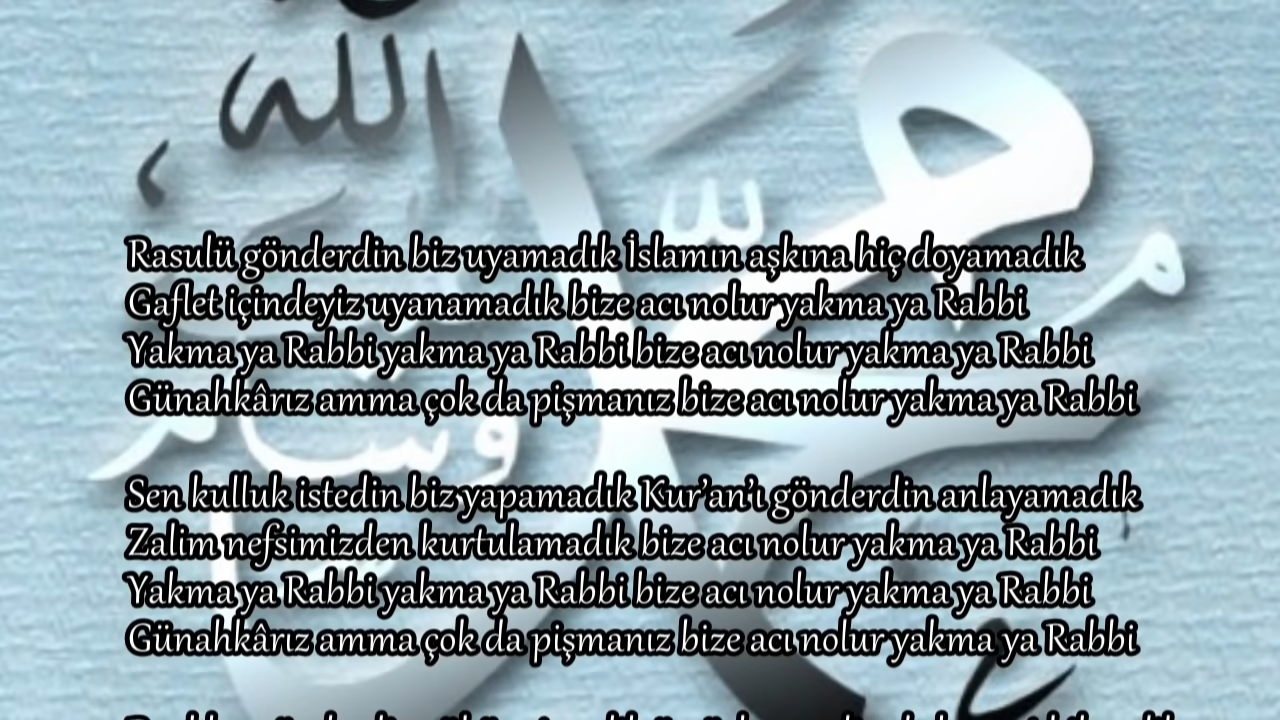 الله
محمد
وسلم
Rasulü gönderdin biz uyamadık İslamın aşkına hiç doyamadık
Gaflet içindeyiz uyanamadık bize acı nolur yakma ya Rabbi
Yakma ya Rabbi yakma ya Rabbi bize acı nolur yakma ya Rabbi
Günahkârız amma çok da pişmanız bize acı nolur yakma ya Rabbi
Sen kulluk istedin biz yapamadık Kur'an'ı gönderdin anlayamadık
Zalim nefsimizden kurtulamadık bize acı nolur yakma ya Rabbi
Yakma ya Rabbi yakma ya Rabbi bize acı nolur yakma ya Rabbi
Günahkârız amma çok da pişmanız bize acı nolur yakma ya Rabbi